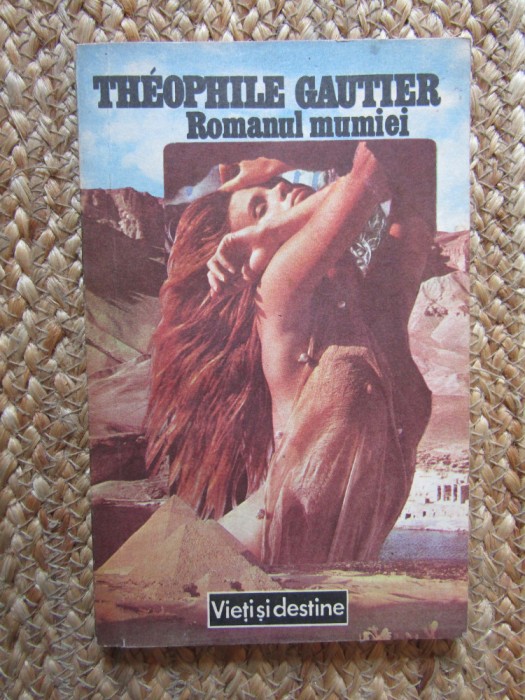 THÉOPHILE GAUTIER
Romanul mumiei
Vieți și destine